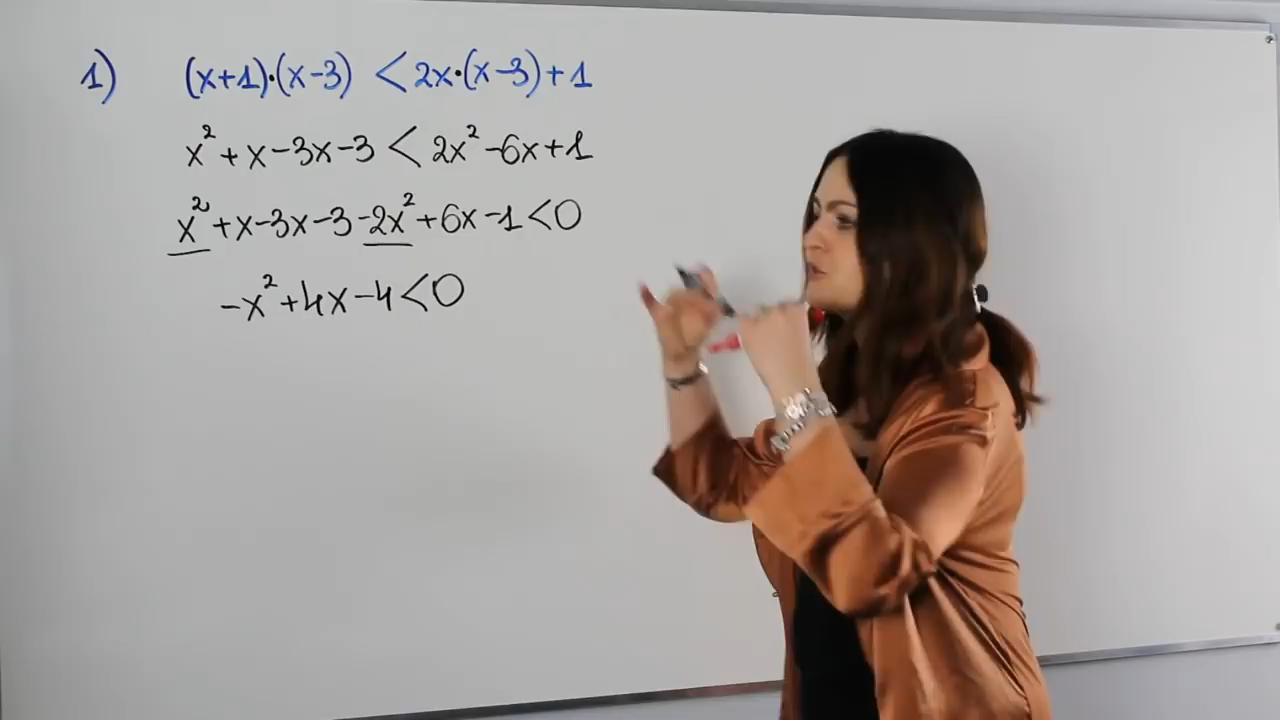 1) (x+1)·(x-3) < 2x·(x-3)+1
x²+x-3x-3 < 2x²-6x+1
x²+x-3x-3-2x²+6x-1<0
-x²+4x-4<0